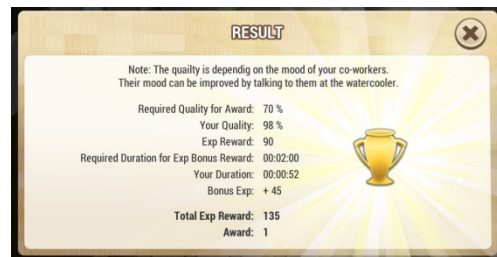 RESULT
Note: The quailty is dependig on the mood of your co-workers.
Their mood can be improved by talking to them at the watercooler.
Required Quality for Award: 70 %
Your Quality: 98 %
Exp Reward: 90
Required Duration for Exp Bonus Reward: 00:02:00
Your Duration: 00:00:52
Bonus Exp: + 45
Total Exp Reward: 135
Award: 1